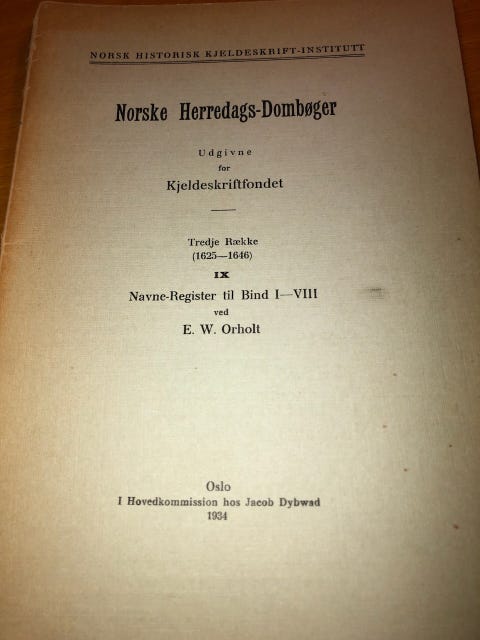 NORSK HISTORISK KJELDESKRIFT-INSTITUTT
Norske Herredags-Dombøger
Udgivne
for
Kjeldeskriftfondet
Tredje Række
(1625—1646)
IX
Navne-Register til Bind I—VIII
ved
E. W. Orholt
Oslo
I Hovedkommission hos Jacob Dybwad
1934